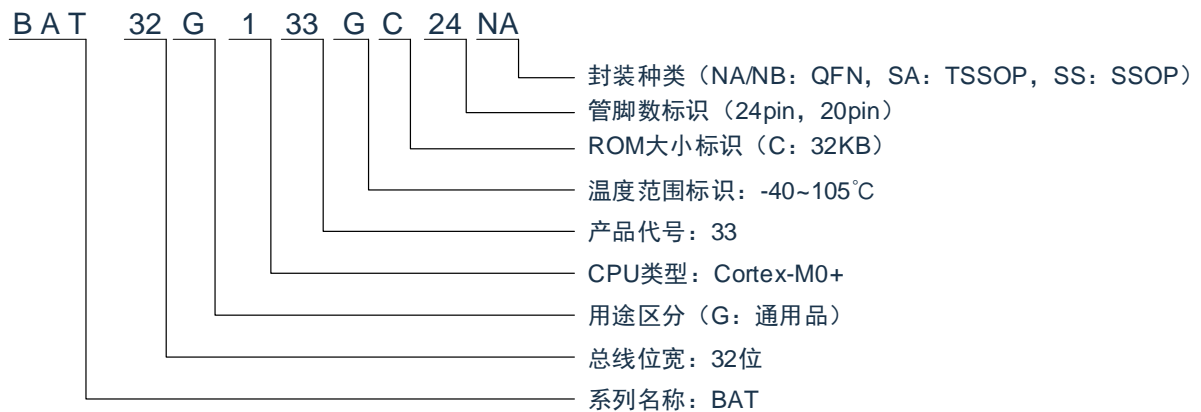 BAT 32 G 1 33 G C 24 NA
封装种类（NA/NB：QFN，SA：TSSOP，SS：SSOP）
管脚数标识（24pin，20pin）
ROM大小标识（C：32KB）
温度范围标识：-40~105℃
产品代号：33
CPU类型：Cortex-M0+
用途区分（G：通用品）
总线位宽：32位
系列名称：BAT